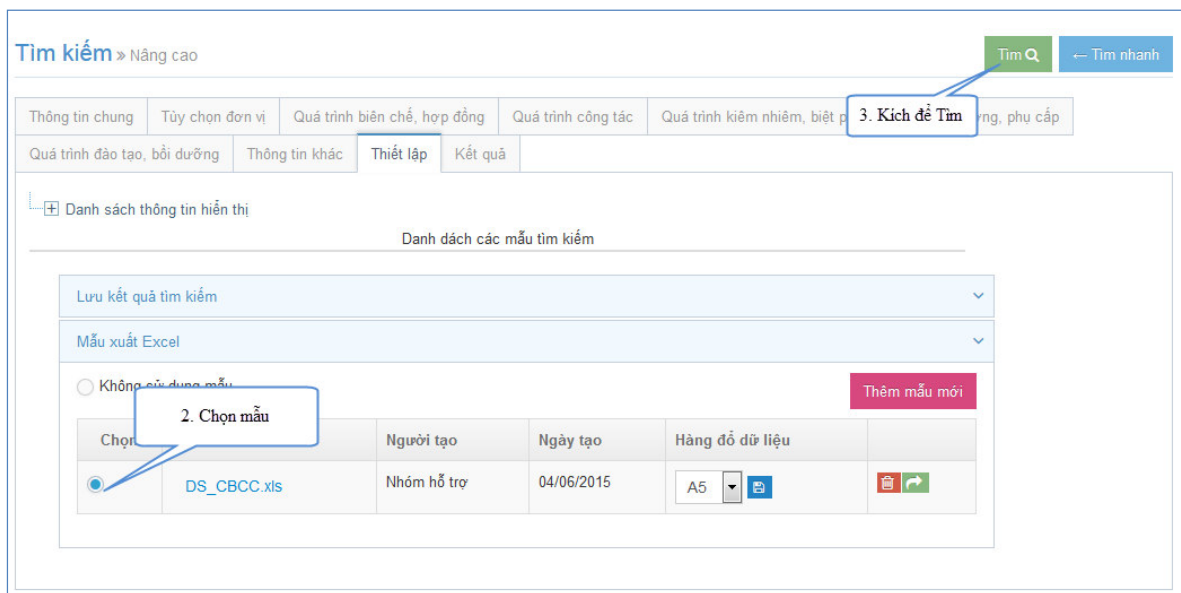 Tìm kiếm » Nâng cao
Tìm
← Tìm nhanh
Thông tin chung
Tùy chọn đơn vị
Quá trình biên chế, hợp đồng
Quá trình công tác
Quá trình kiêm nhiêm, biệt
3. Kích để Tìm
phụ cấp
Quá trình đào tạo, bồi dưỡng
Thông tin khác
Thiết lập
Kết quả
Danh sách thông tin hiển thị
Danh dách các mẫu tìm kiếm
Lưu kết quả tìm kiếm
Mẫu xuất Excel
Không sử dụng mẫu
Thêm mẫu mới
2. Chọn mẫu
Chọn
Người tạo
Ngày tạo
Hàng đổ dữ liệu
DS_CBCC.xls
Nhóm hỗ trợ
04/06/2015
A5